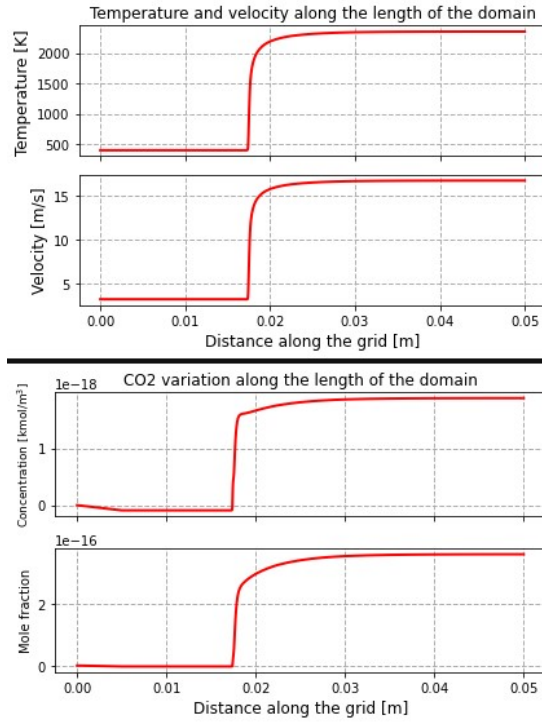 Temperature and velocity along the length of the domain
Temperature [K]
2000
1500
1000
500
Velocity [m/s]
15
10
5
0.00 0.01 0.02 0.03 0.04 0.05
Distance along the grid [m]
CO2 variation along the length of the domain
1e−18
Concentration [kmol/m³]
1
0
1e−16
Mole fraction
2
0
0.00 0.01 0.02 0.03 0.04 0.05
Distance along the grid [m]